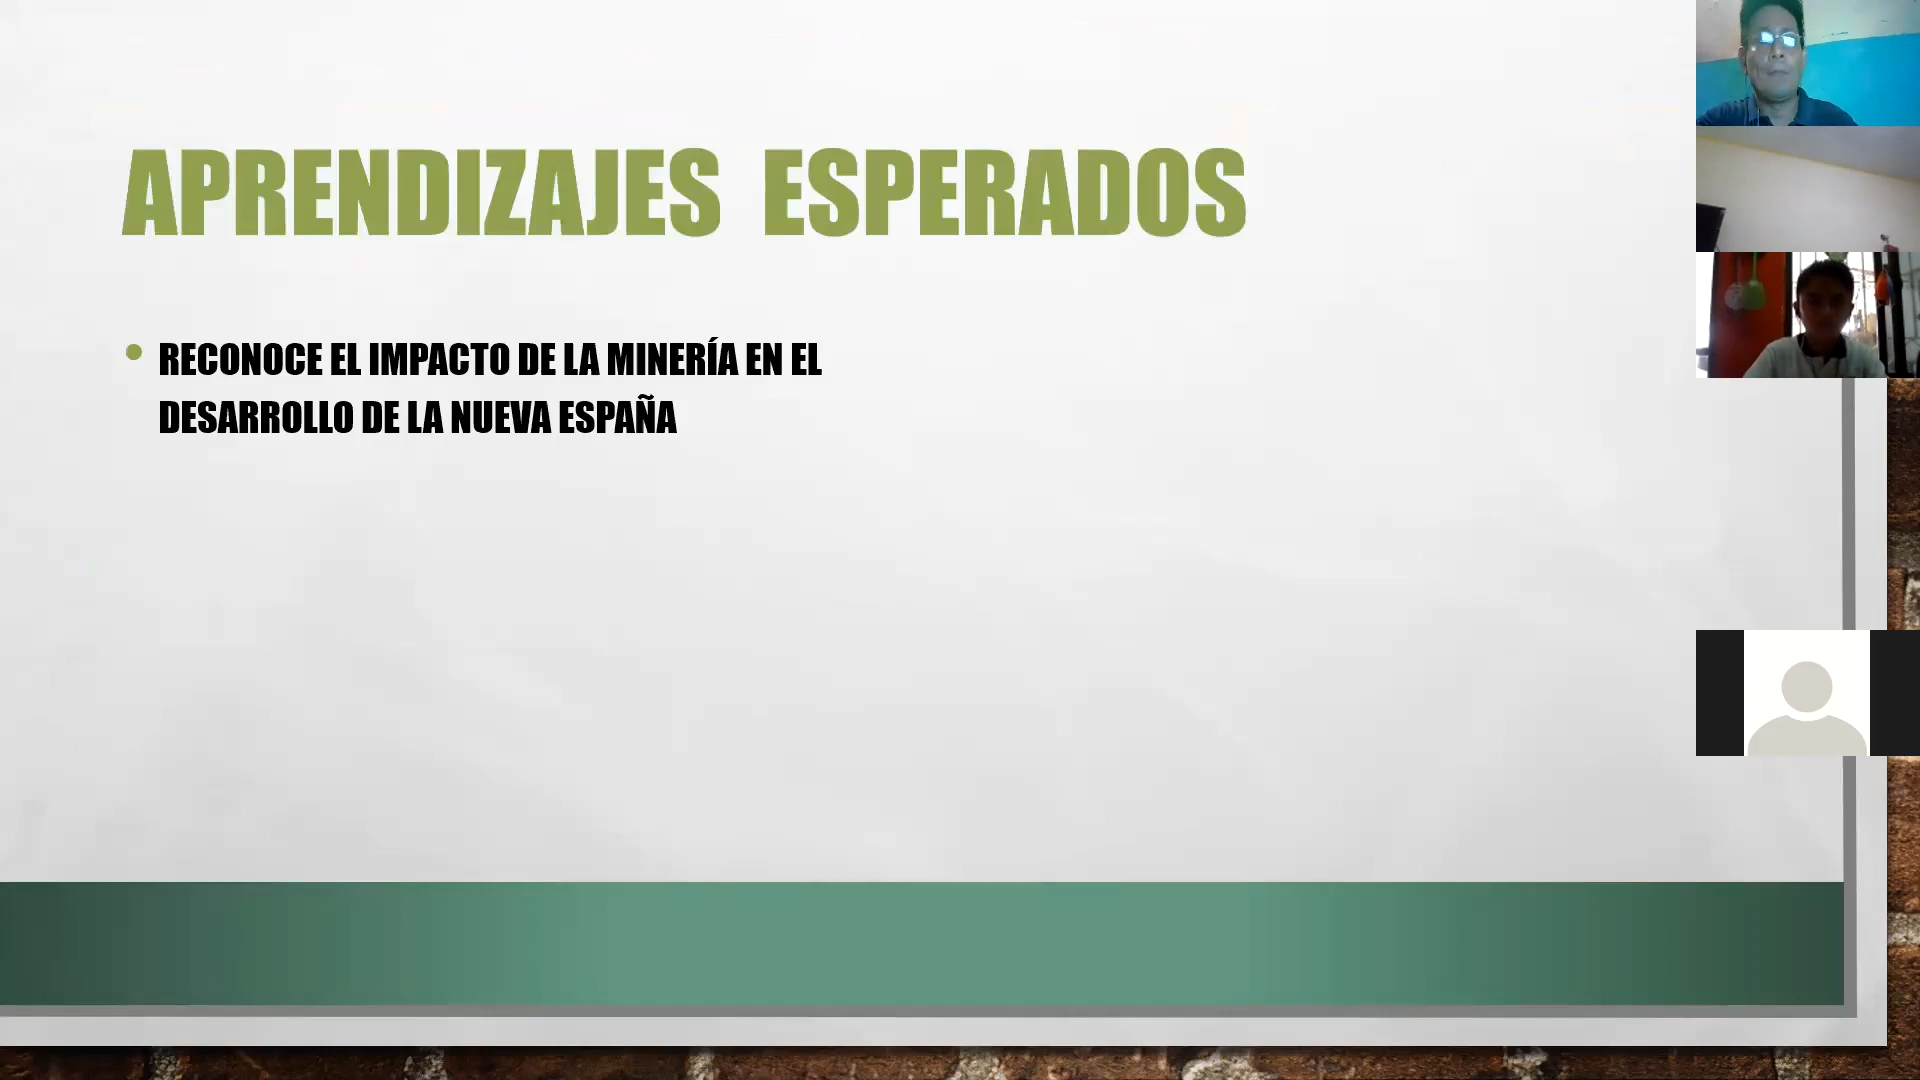 APRENDIZAJES ESPERADOS
RECONOCE EL IMPACTO DE LA MINERÍA EN EL
DESARROLLO DE LA NUEVA ESPAÑA